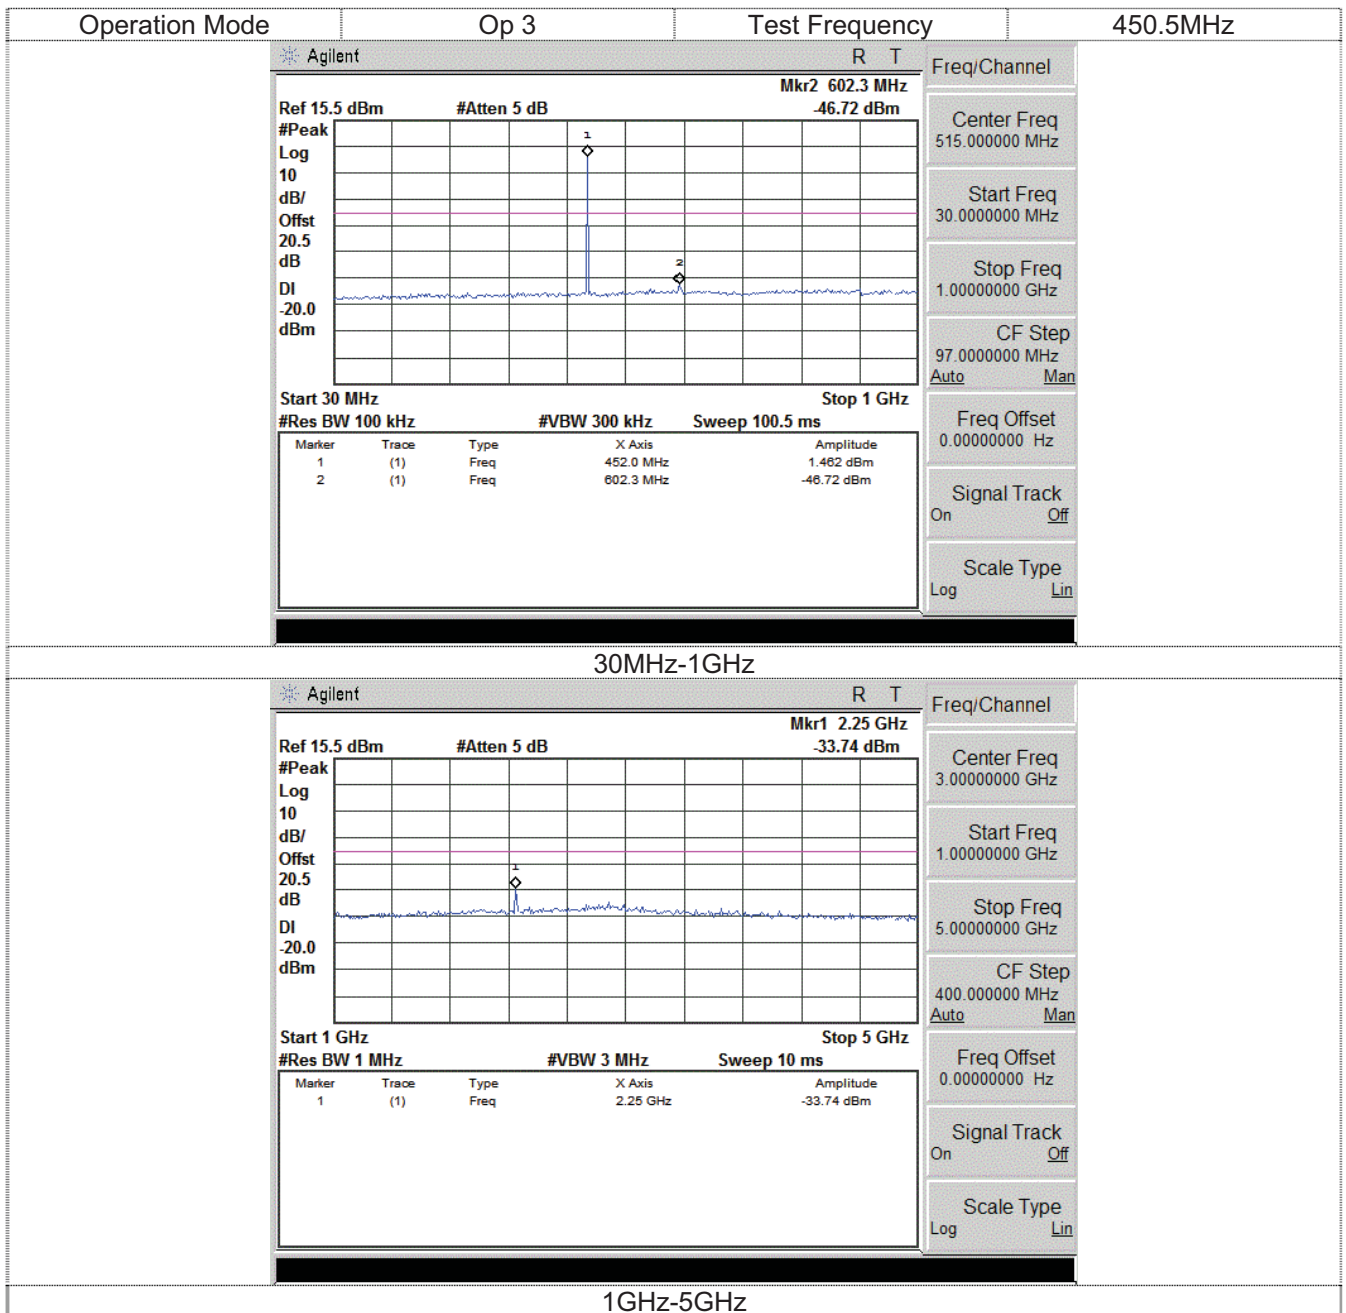 Operation Mode Op 3 Test Frequency 450.5MHz
Agilent R T
Freq/Channel
Mkr2 602.3 MHz
Ref 15.5 dBm #Atten 5 dB -46.72 dBm
#Peak
Log
10
dB/
Offst
20.5
dB
DI
-20.0
dBm
1
2
Start 30 MHz Stop 1 GHz
#Res BW 100 kHz #VBW 300 kHz Sweep 100.5 ms
Marker Trace Type X Axis Amplitude
1 (1) Freq 452.0 MHz 1.462 dBm
2 (1) Freq 602.3 MHz -46.72 dBm
Center Freq
515.000000 MHz
Start Freq
30.0000000 MHz
Stop Freq
1.00000000 GHz
CF Step
97.0000000 MHz
Auto Man
Freq Offset
0.00000000 Hz
Signal Track
On Off
Scale Type
Log Lin
30MHz-1GHz
Agilent R T
Freq/Channel
Mkr1 2.25 GHz
Ref 15.5 dBm #Atten 5 dB -33.74 dBm
#Peak
Log
10
dB/
Offst
20.5
dB
DI
-20.0
dBm
1
Start 1 GHz Stop 5 GHz
#Res BW 1 MHz #VBW 3 MHz Sweep 10 ms
Marker Trace Type X Axis Amplitude
1 (1) Freq 2.25 GHz -33.74 dBm
Center Freq
3.00000000 GHz
Start Freq
1.00000000 GHz
Stop Freq
5.00000000 GHz
CF Step
400.000000 MHz
Auto Man
Freq Offset
0.00000000 Hz
Signal Track
On Off
Scale Type
Log Lin
1GHz-5GHz